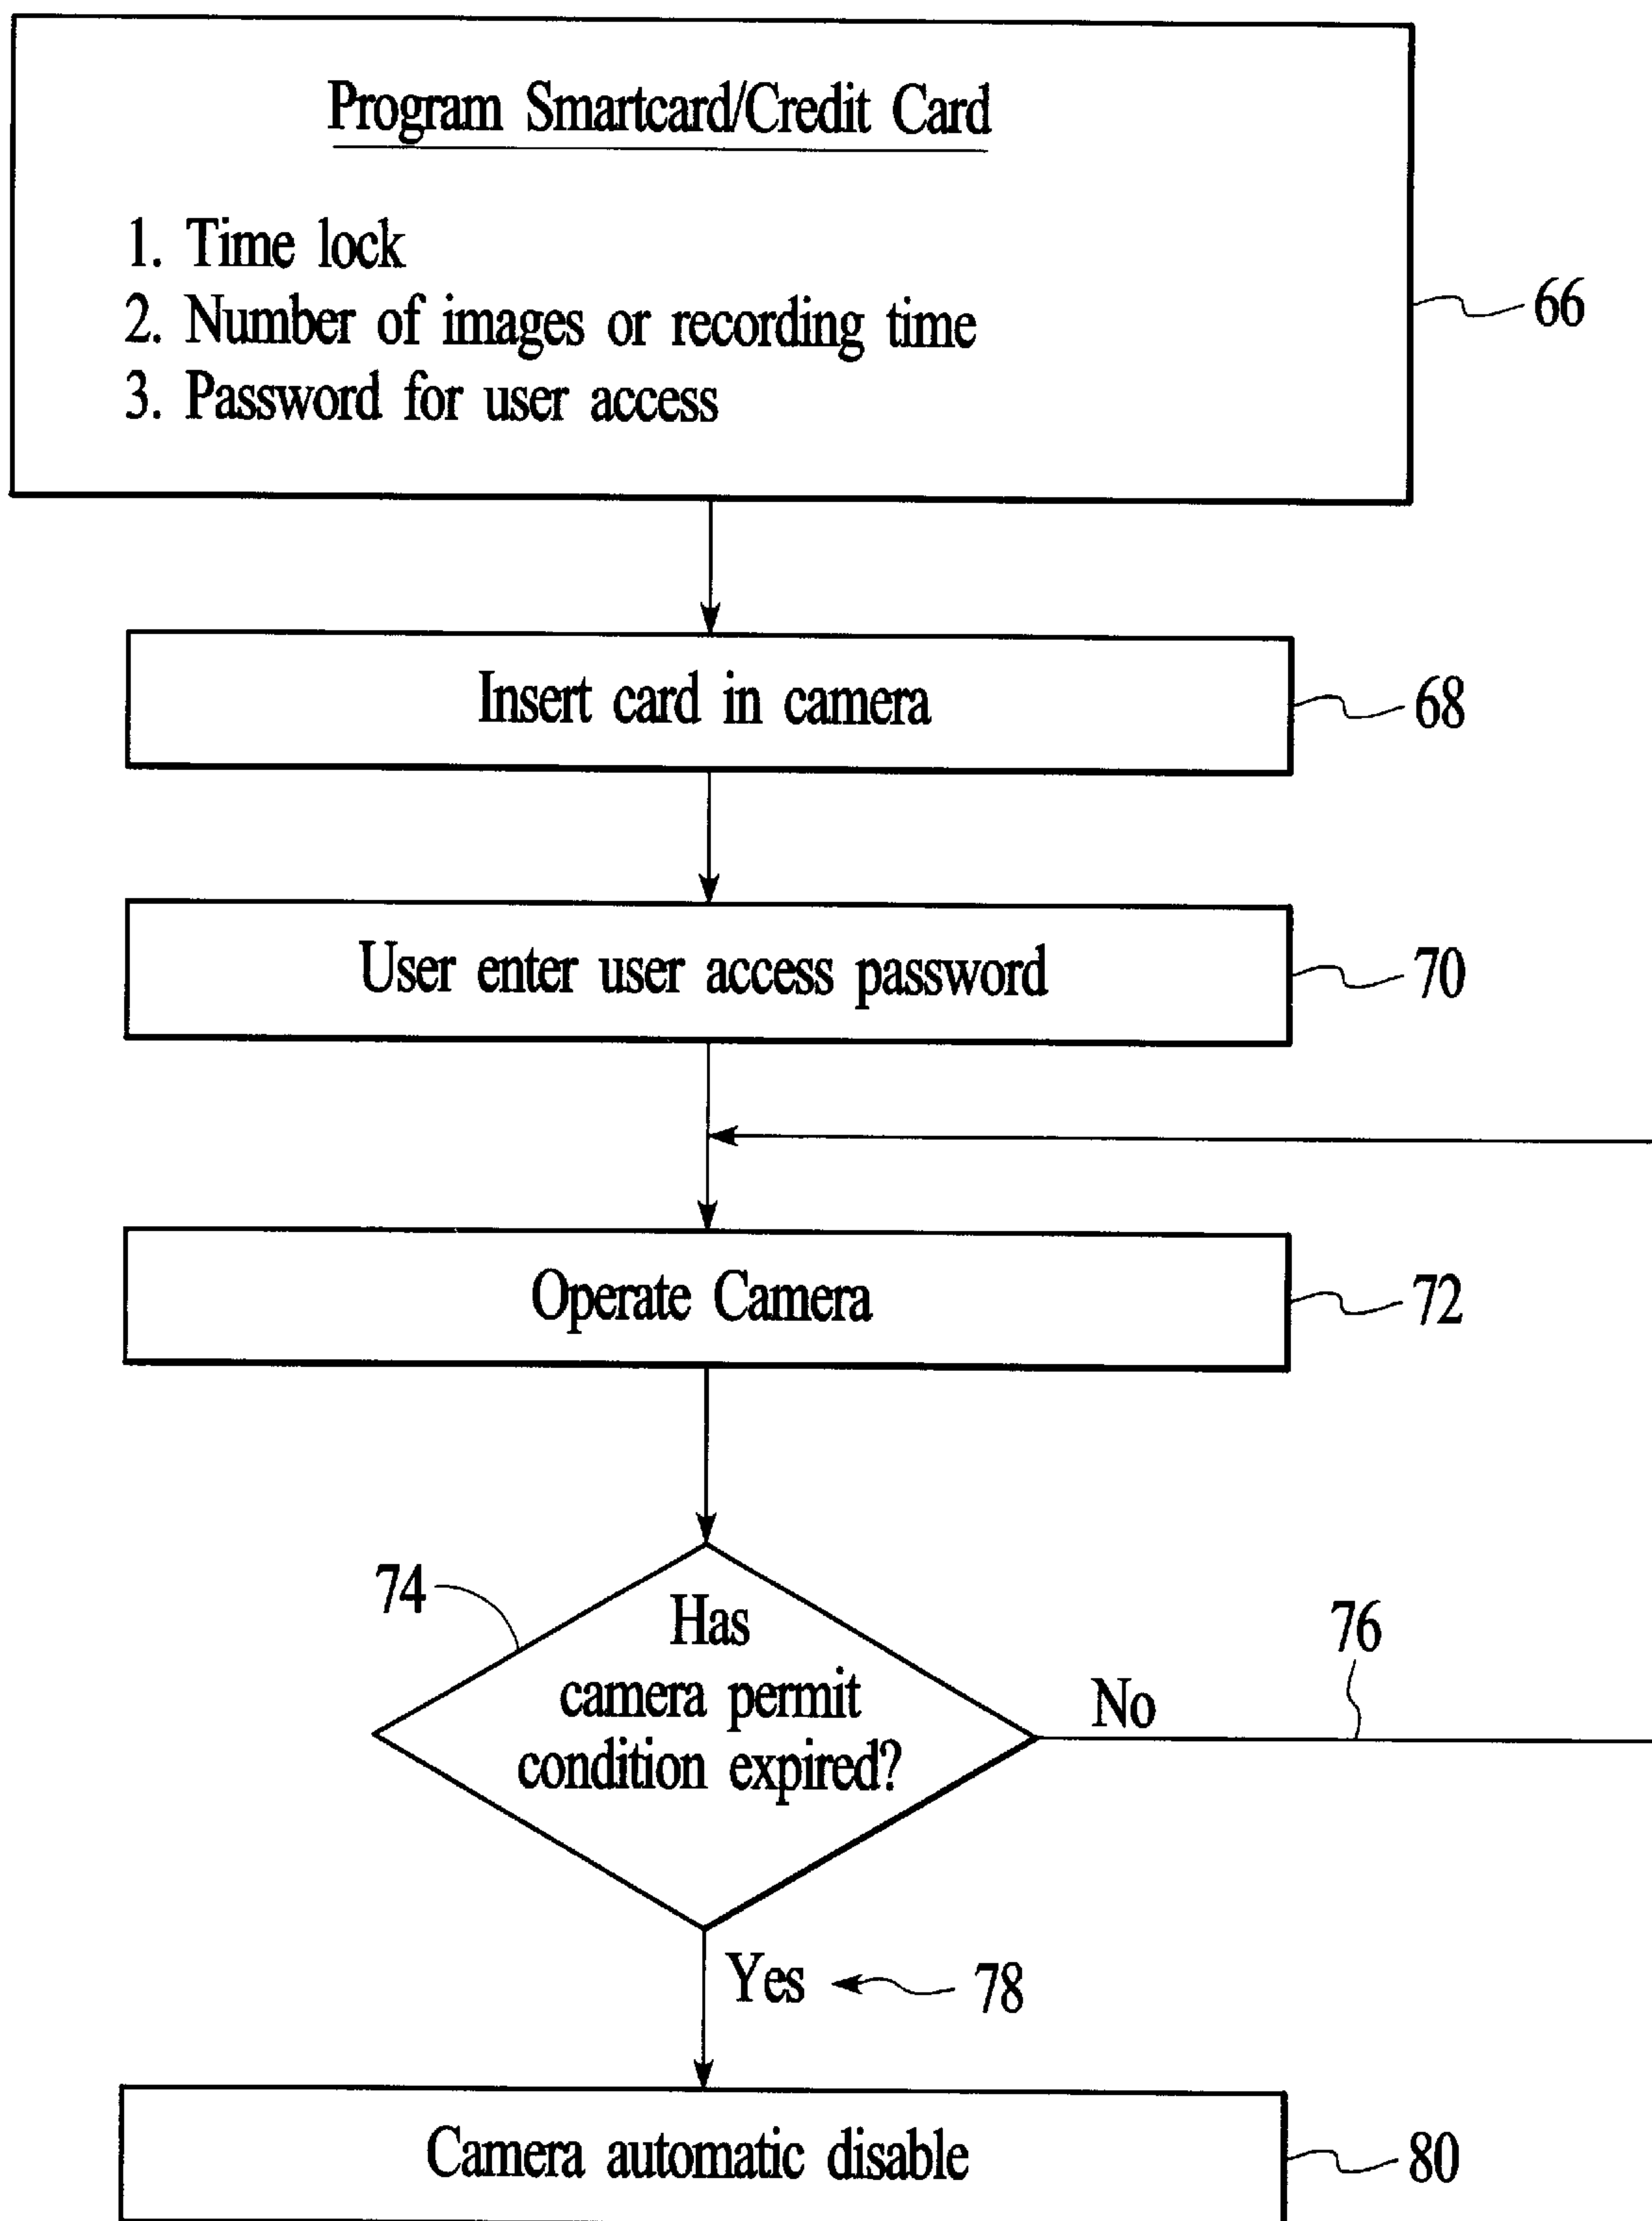 Program Smartcard/Credit Card
1. Time lock
2. Number of images or recording time
3. Password for user access
66
Insert card in camera
68
User enter user access password
70
Operate Camera
72
74
Has
camera permit
condition expired?
No
76
Yes
78
Camera automatic disable
80